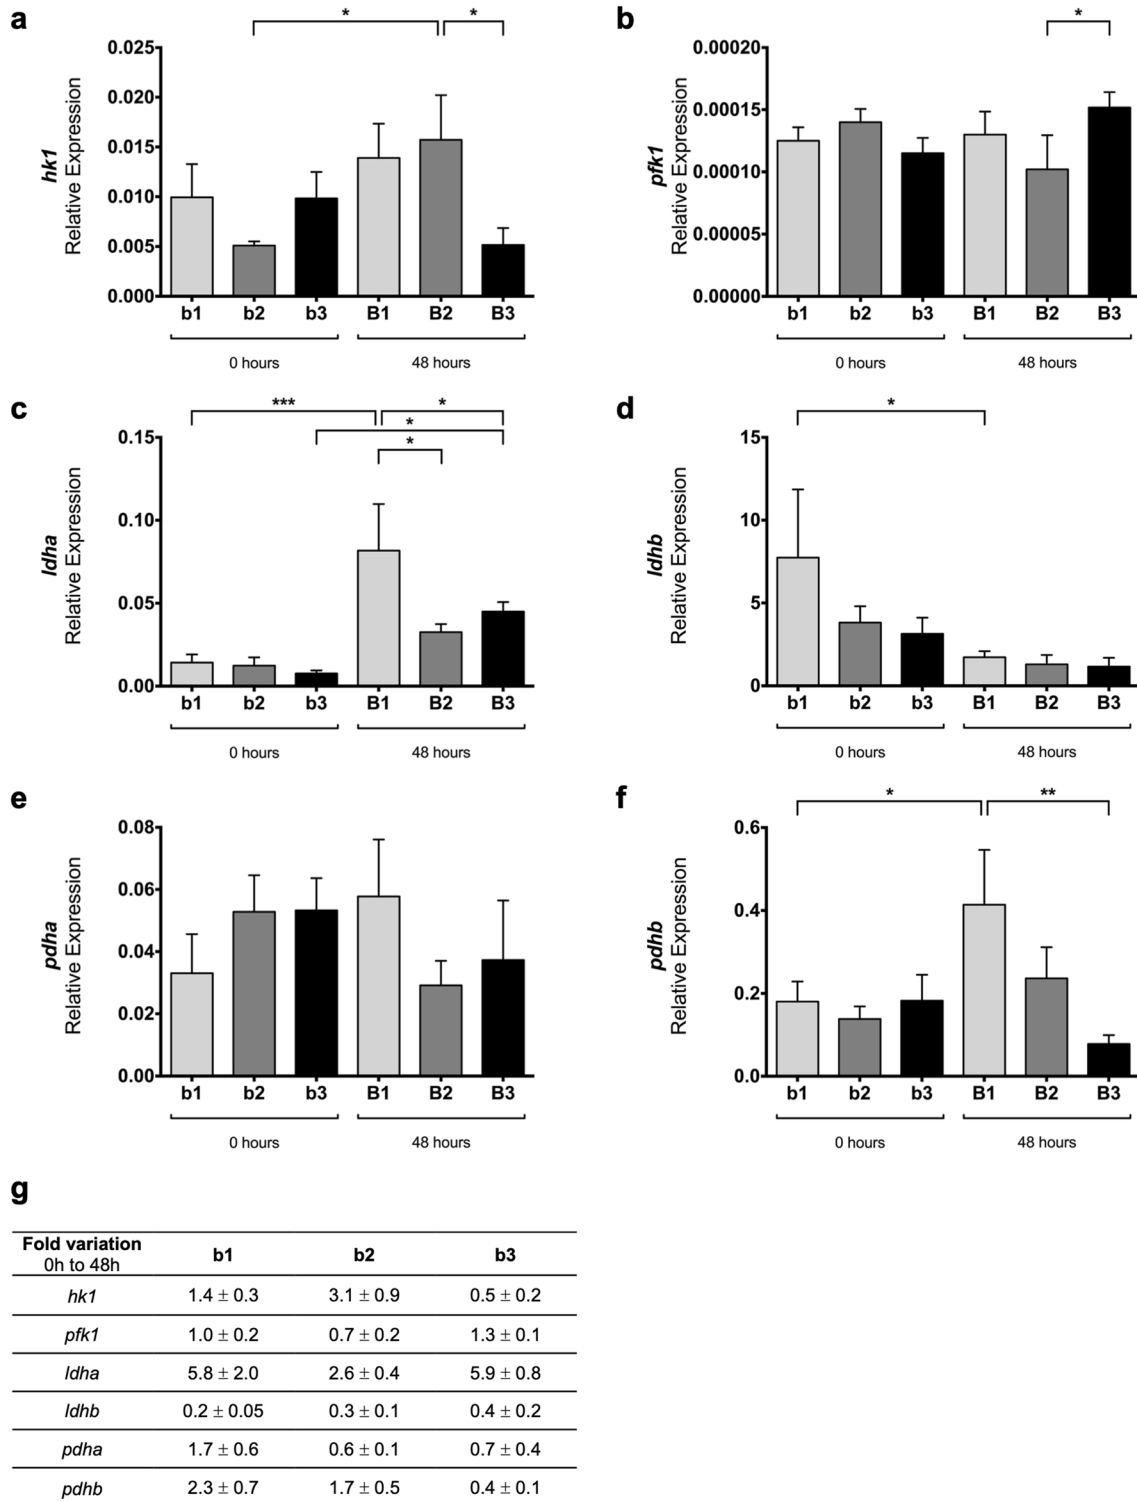 a
*
*
hk1
Relative Expression
0.025
0.020
0.015
0.010
0.005
0.000
b1 b2 b3 B1 B2 B3
0 hours 48 hours
b
*
pfk1
Relative Expression
0.00020
0.00015
0.00010
0.00005
0.00000
b1 b2 b3 B1 B2 B3
0 hours 48 hours
c
***
*
*
*
ldha
Relative Expression
0.15
0.10
0.05
0.00
b1 b2 b3 B1 B2 B3
0 hours 48 hours
d
*
ldhb
Relative Expression
15
10
5
0
b1 b2 b3 B1 B2 B3
0 hours 48 hours
e
pdha
Relative Expression
0.08
0.06
0.04
0.02
0.00
b1 b2 b3 B1 B2 B3
0 hours 48 hours
f
*
**
pdhb
Relative Expression
0.6
0.4
0.2
0.0
b1 b2 b3 B1 B2 B3
0 hours 48 hours
g
Fold variation
0h to 48h b1 b2 b3
hk1 1.4 ± 0.3 3.1 ± 0.9 0.5 ± 0.2
pfk1 1.0 ± 0.2 0.7 ± 0.2 1.3 ± 0.1
ldha 5.8 ± 2.0 2.6 ± 0.4 5.9 ± 0.8
ldhb 0.2 ± 0.05 0.3 ± 0.1 0.4 ± 0.2
pdha 1.7 ± 0.6 0.6 ± 0.1 0.7 ± 0.4
pdhb 2.3 ± 0.7 1.7 ± 0.5 0.4 ± 0.1